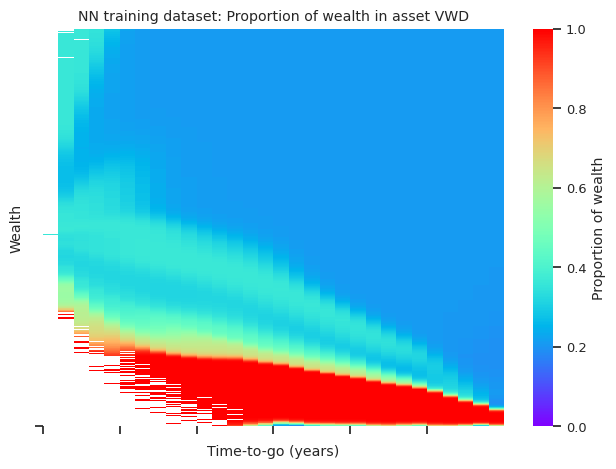 NN training dataset: Proportion of wealth in asset VWD
Wealth
Time-to-go (years)
1.0
0.8
0.6
0.4
0.2
0.0
Proportion of wealth